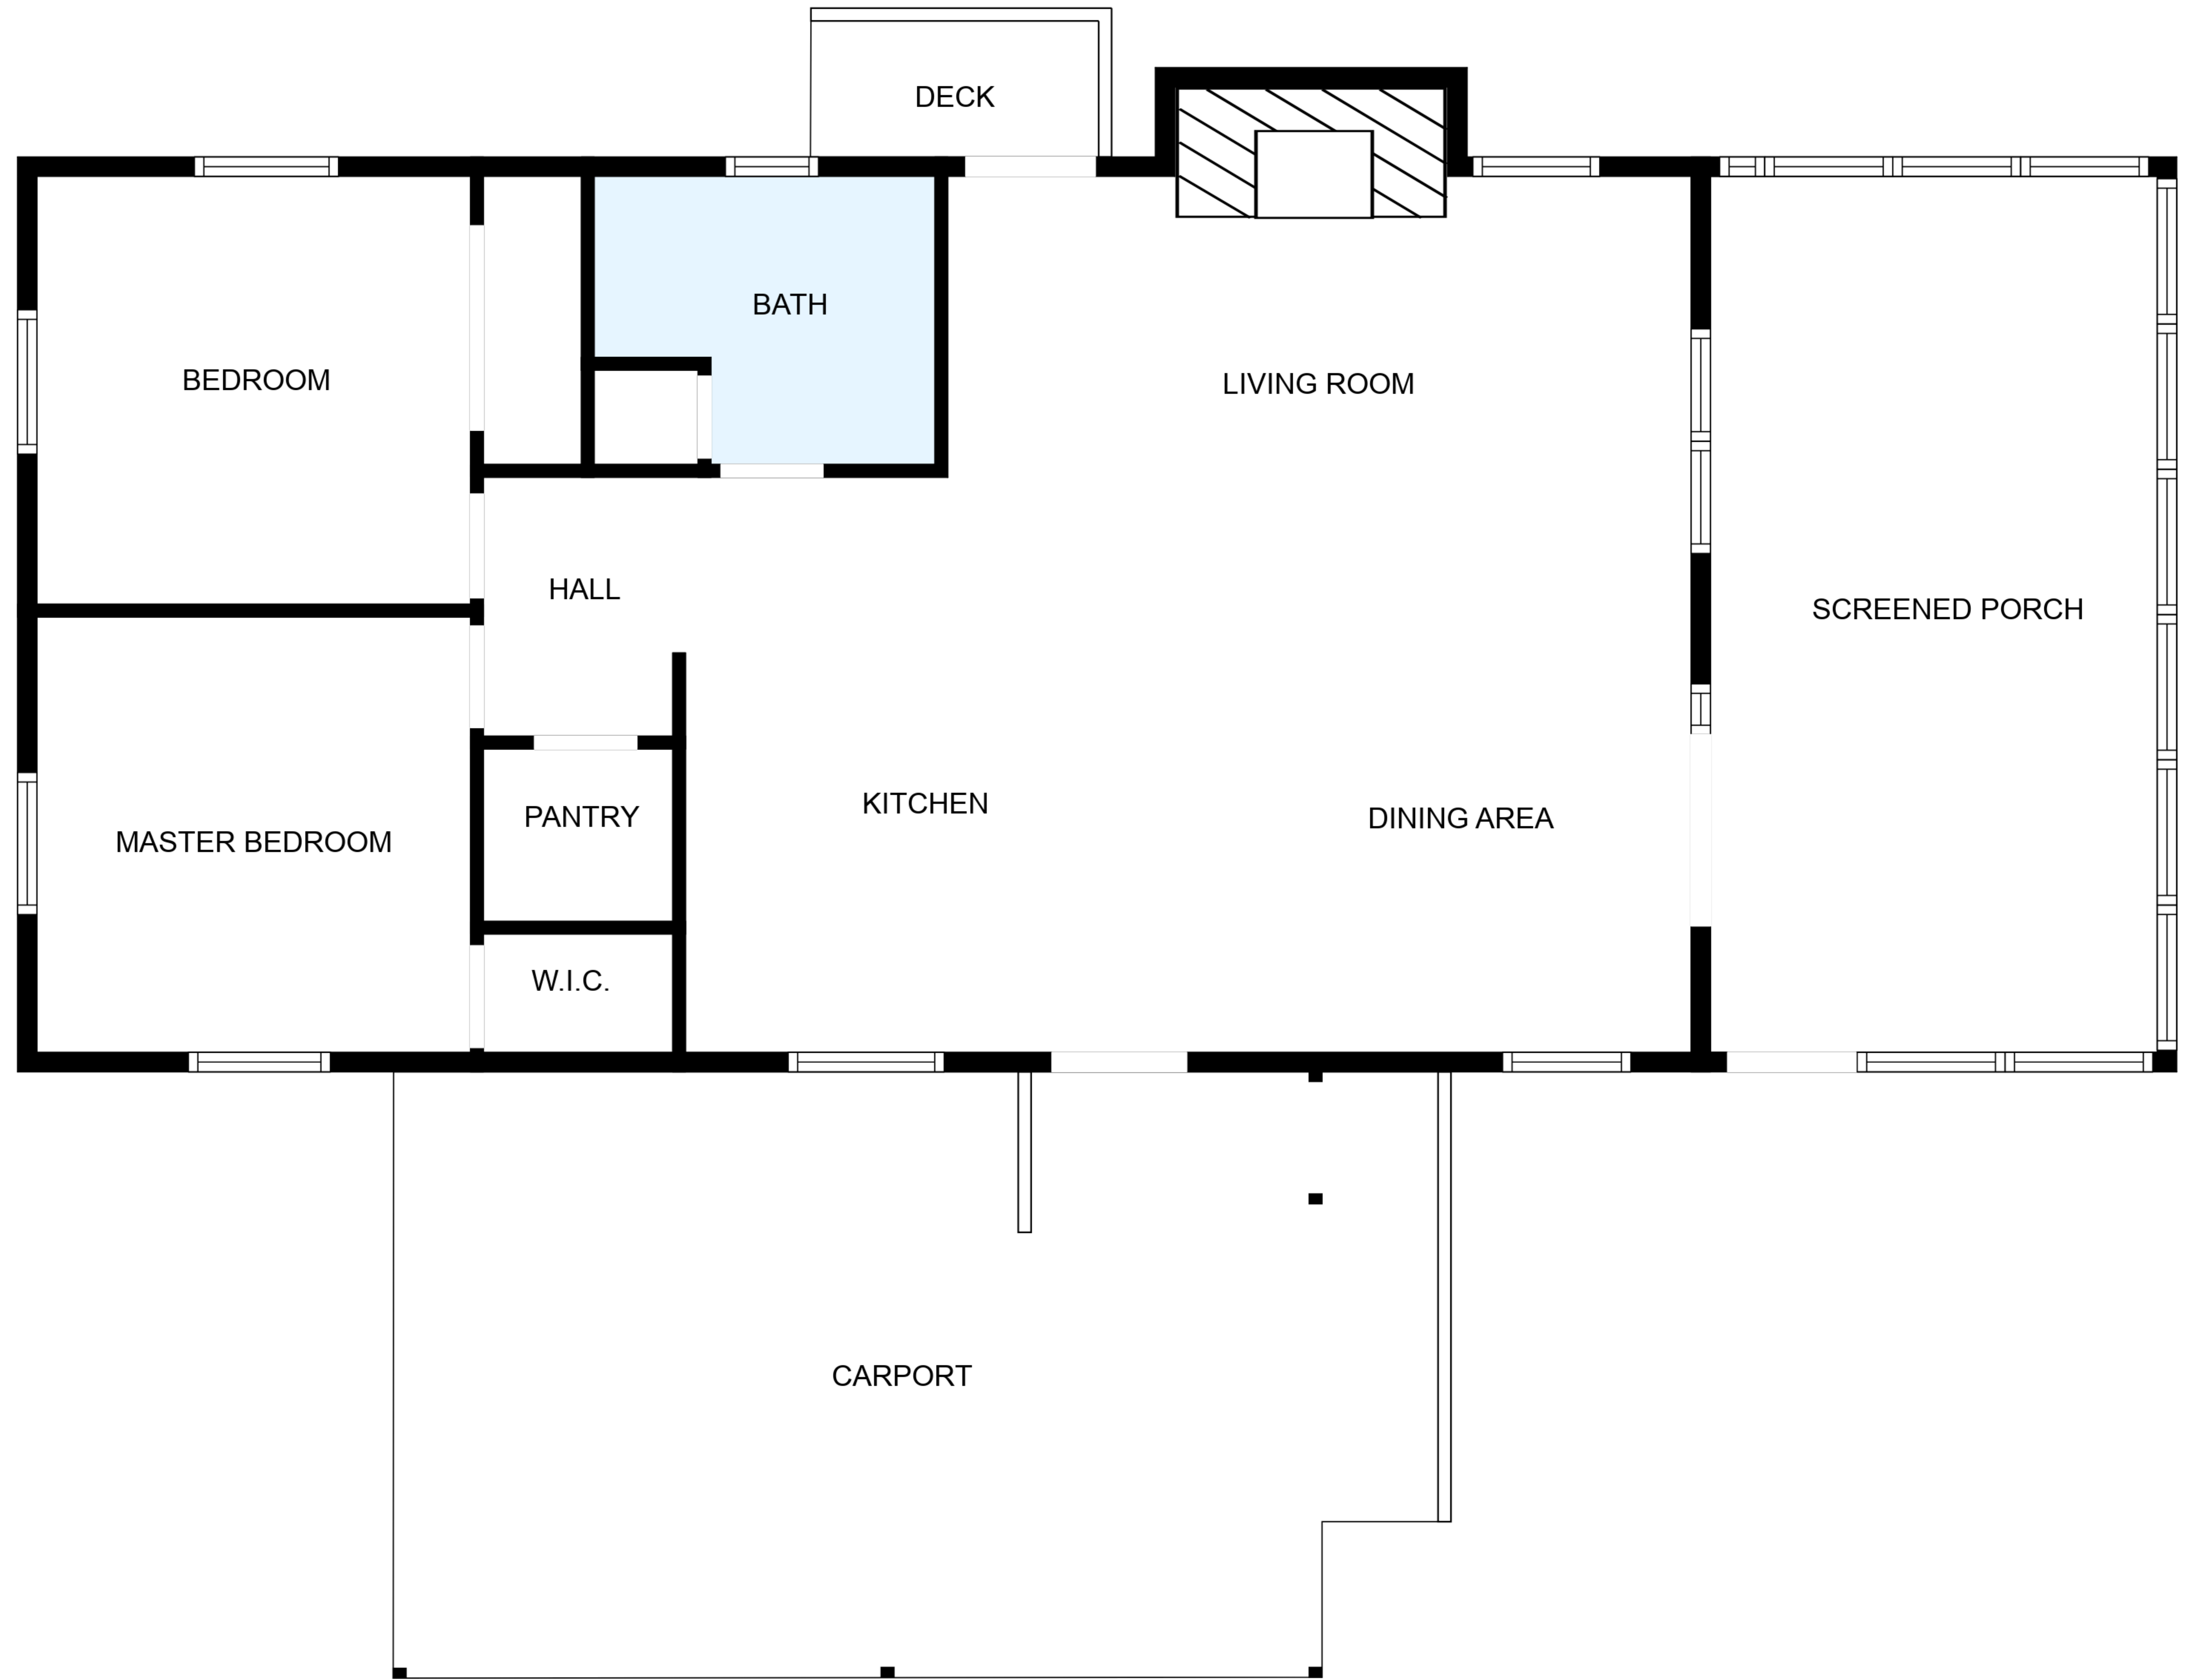 DECK
BATH
BEDROOM
LIVING ROOM
HALL
SCREENED PORCH
KITCHEN
PANTRY
DINING AREA
MASTER BEDROOM
W.I.C.
CARPORT